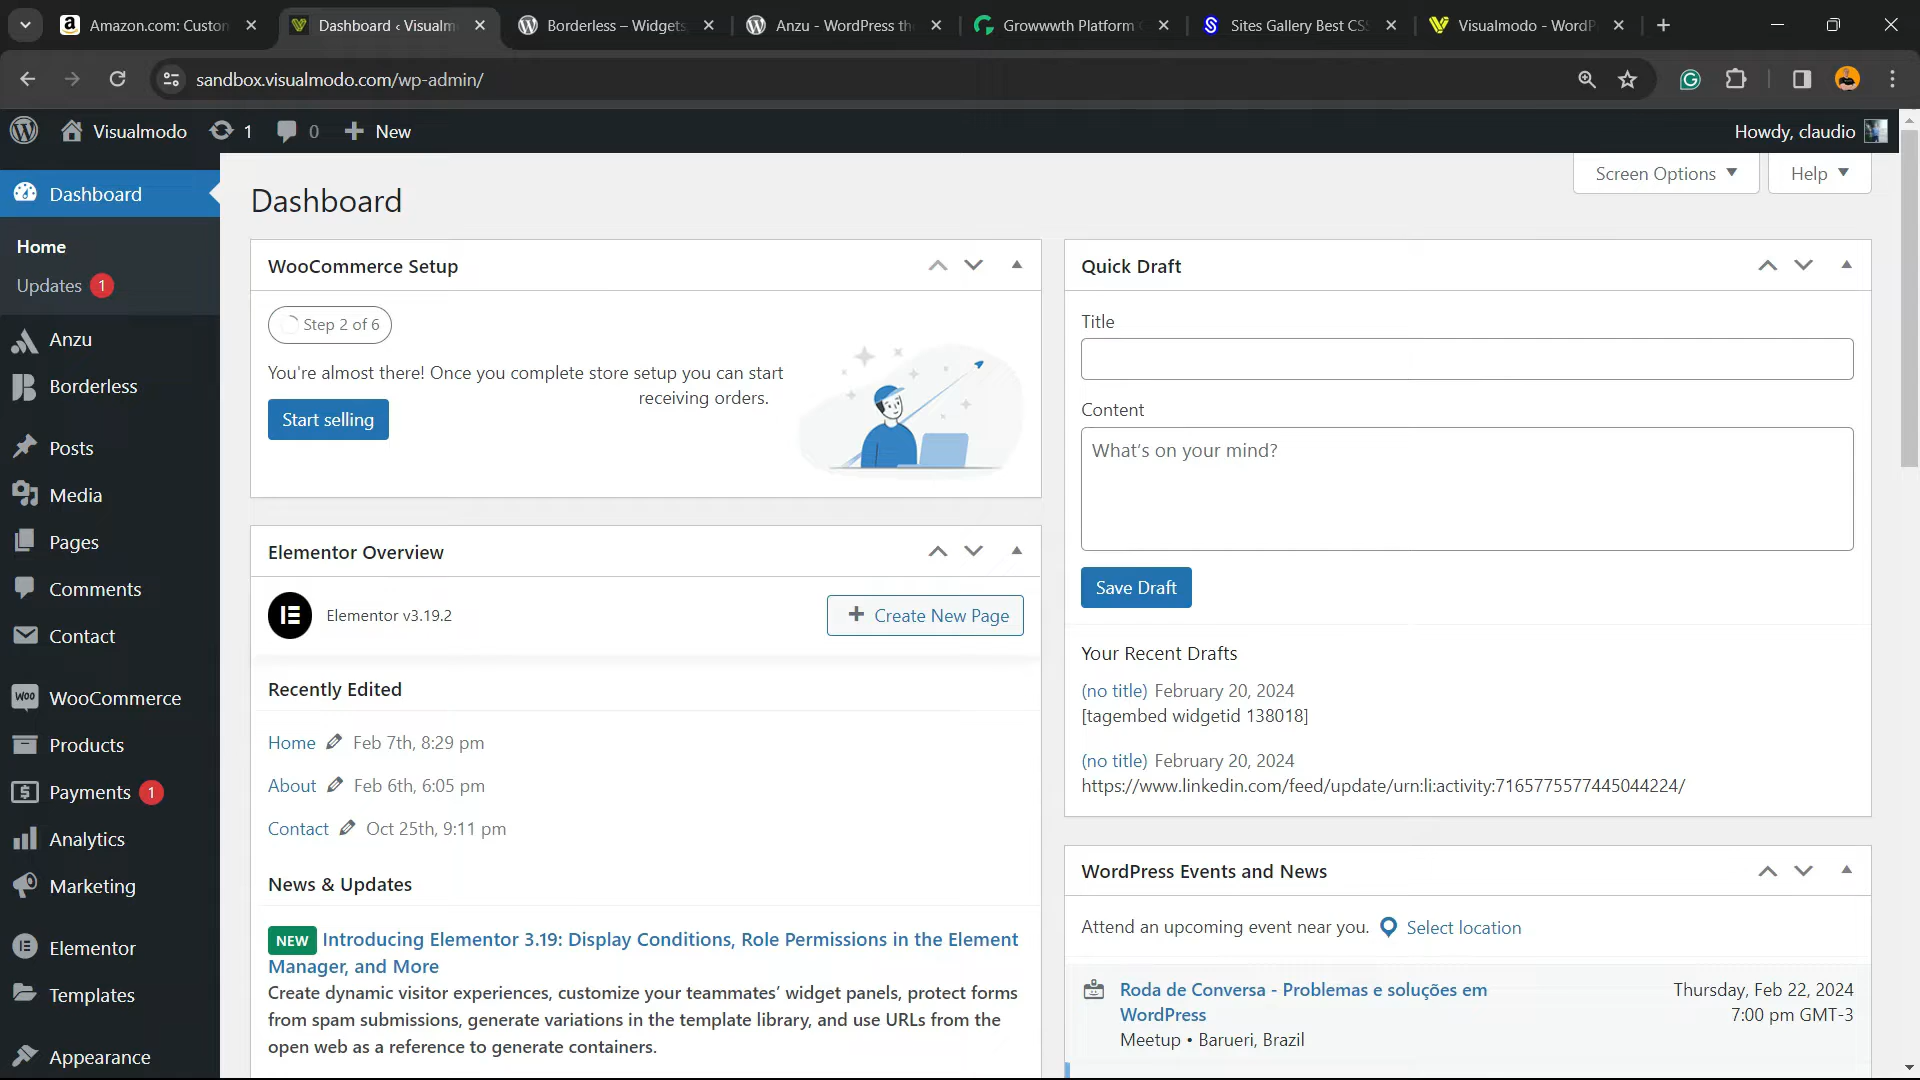 Amazon.com: Custon
Dashboard ‹ Visualm
Borderless – Widgets
Anzu - WordPress th
Growwwth Platform
Sites Gallery Best CSS
Visualmodo - WordP
sandbox.visualmodo.com/wp-admin/
Visualmodo
1
0
New
Howdy, claudio
Screen Options
Help
Dashboard
Home
Updates 1
Anzu
Borderless
Posts
Media
Pages
Comments
Contact
WooCommerce
Products
Payments 1
Analytics
Marketing
Elementor
Templates
Appearance
Dashboard
WooCommerce Setup
Step 2 of 6
You're almost there! Once you complete store setup you can start
receiving orders.
Start selling
Elementor Overview
Elementor v3.19.2
Create New Page
Recently Edited
Home Feb 7th, 8:29 pm
About Feb 6th, 6:05 pm
Contact Oct 25th, 9:11 pm
News & Updates
NEW Introducing Elementor 3.19: Display Conditions, Role Permissions in the Element
Manager, and More
Create dynamic visitor experiences, customize your teammates’ widget panels, protect forms
from spam submissions, generate variations in the template library, and use URLs from the
open web as a reference to generate containers.
Quick Draft
Title
Content
What’s on your mind?
Save Draft
Your Recent Drafts
(no title) February 20, 2024
[tagembed widgetid 138018]
(no title) February 20, 2024
https://www.linkedin.com/feed/update/urn:li:activity:7165775577445044224/
WordPress Events and News
Attend an upcoming event near you. Select location
Roda de Conversa - Problemas e soluções em
WordPress
Meetup • Barueri, Brazil
Thursday, Feb 22, 2024
7:00 pm GMT-3